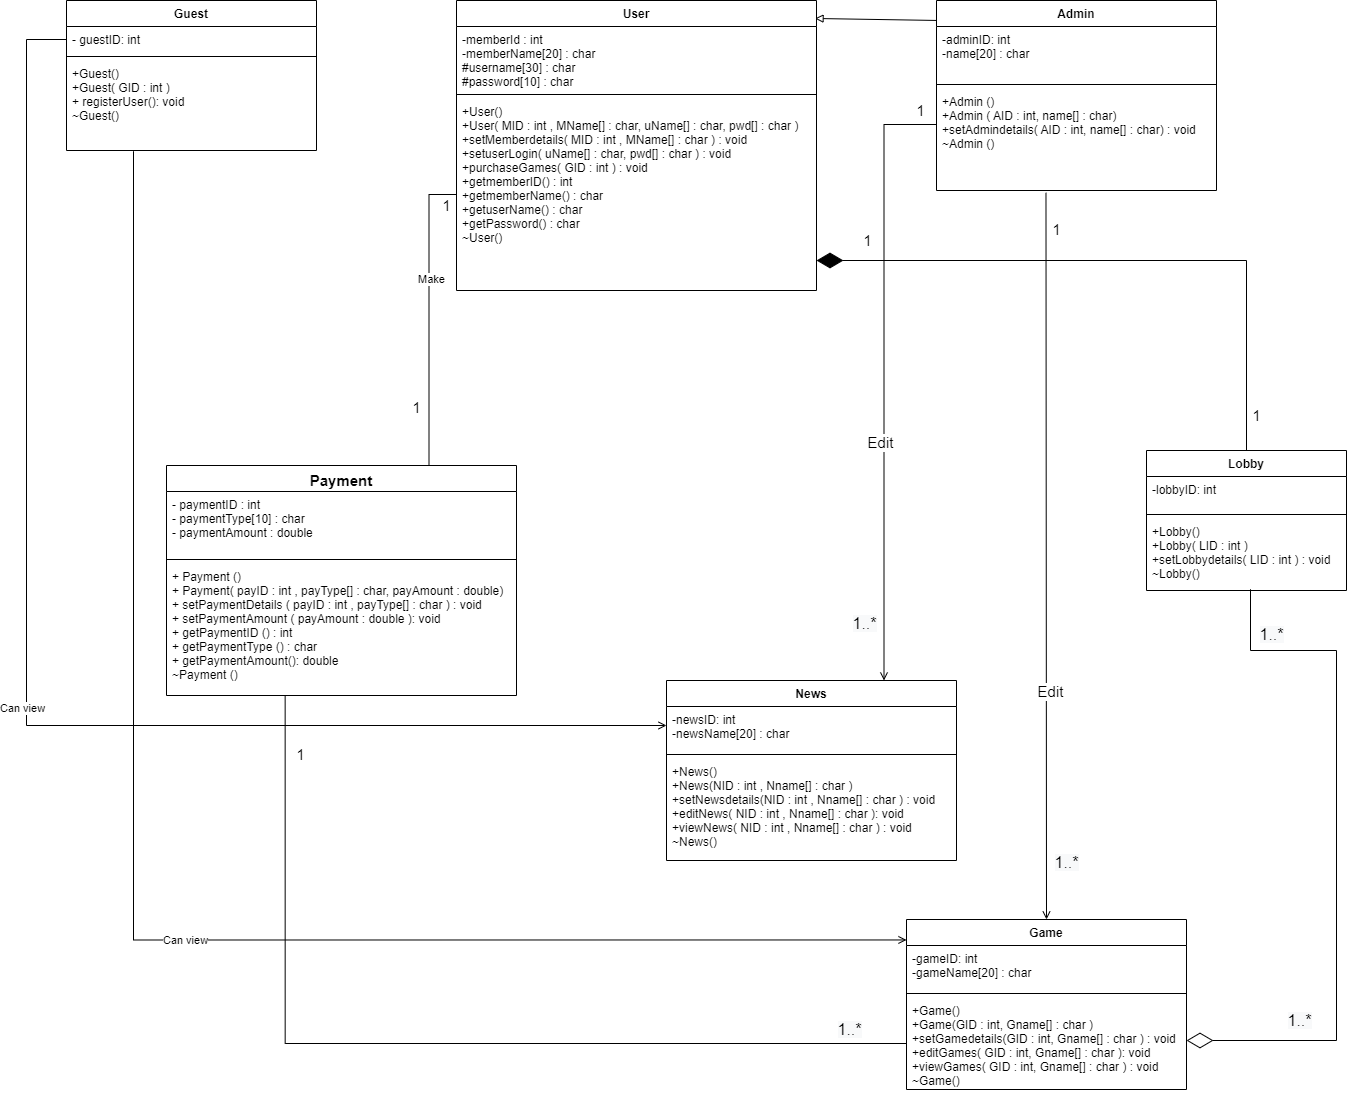 Guest
- guestID: int
+Guest()
+Guest( GID : int )
+ registerUser(): void
~Guest()
User
-memberId : int
-memberName[20] : char
#username[30] : char
#password[10] : char
+User()
+User( MID : int , MName[] : char, uName[] : char, pwd[] : char )
+setMemberdetails( MID : int , MName[] : char ) : void
+setuserLogin( uName[] : char, pwd[] : char ) : void
+purchaseGames( GID : int ) : void
+getmemberID() : int
+getmemberName() : char
+getuserName() : char
+getPassword() : char
~User()
Admin
-adminID: int
-name[20] : char
+Admin ()
+Admin ( AID : int, name[] : char)
+setAdmindetails( AID : int, name[] : char) : void
~Admin ()
1
1
1
1
Make
1
1
Edit
Lobby
-lobbyID: int
+Lobby()
+Lobby( LID : int )
+setLobbydetails( LID : int ) : void
~Lobby()
Payment
- paymentID : int
- paymentType[10] : char
- paymentAmount : double
+ Payment ()
+ Payment( payID : int , payType[] : char, payAmount : double)
+ setPaymentDetails ( payID : int , payType[] : char ) : void
+ setPaymentAmount ( payAmount : double ): void
+ getPaymentID () : int
+ getPaymentType () : char
+ getPaymentAmount(): double
~Payment ()
1..*
1..*
Edit
Can view
News
-newsID: int
-newsName[20] : char
+News()
+News(NID : int , Nname[] : char )
+setNewsdetails(NID : int , Nname[] : char ) : void
+editNews( NID : int , Nname[] : char ): void
+viewNews( NID : int , Nname[] : char ) : void
~News()
1
1..*
Can view
Game
-gameID: int
-gameName[20] : char
+Game()
+Game(GID : int, Gname[] : char )
+setGamedetails(GID : int, Gname[] : char ) : void
+editGames( GID : int, Gname[] : char ): void
+viewGames( GID : int, Gname[] : char ) : void
~Game()
1..*
1..*